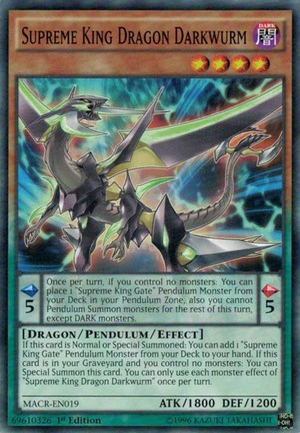 SUPREME KING DRAGON DARKWURM
DARK
闇
Once per turn, if you control no monsters: You can
place 1 "Supreme King Gate" Pendulum Monster from
your Deck in your Pendulum Zone, also you cannot
Pendulum Summon monsters for the rest of this turn,
except DARK monsters.
5
5
[DRAGON/PENDULUM/EFFECT]
If this card is Normal or Special Summoned: You can add 1 "Supreme
King Gate" Pendulum Monster from your Deck to your hand. If this
card is in your Graveyard and you control no monsters: You can
Special Summon this card. You can only use each monster effect of
"Supreme King Dragon Darkwurm" once per turn.
MACR-EN019
ATK/1800 DEF/1200
69610326
1st Edition
©1996 KAZUKI TAKAHASHI